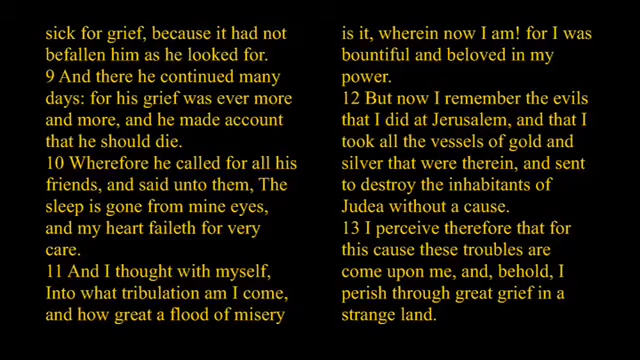 sick for grief, because it had not
befallen him as he looked for.
9 And there he continued many
days: for his grief was ever more
and more, and he made account
that he should die.
10 Wherefore he called for all his
friends, and said unto them, The
sleep is gone from mine eyes,
and my heart faileth for very
care.
11 And I thought with myself,
Into what tribulation am I come,
and how great a flood of misery
is it, wherein now I am! for I was
bountiful and beloved in my
power.
12 But now I remember the evils
that I did at Jerusalem, and that I
took all the vessels of gold and
silver that were therein, and sent
to destroy the inhabitants of
Judea without a cause.
13 I perceive therefore that for
this cause these troubles are
come upon me, and, behold, I
perish through great grief in a
strange land.